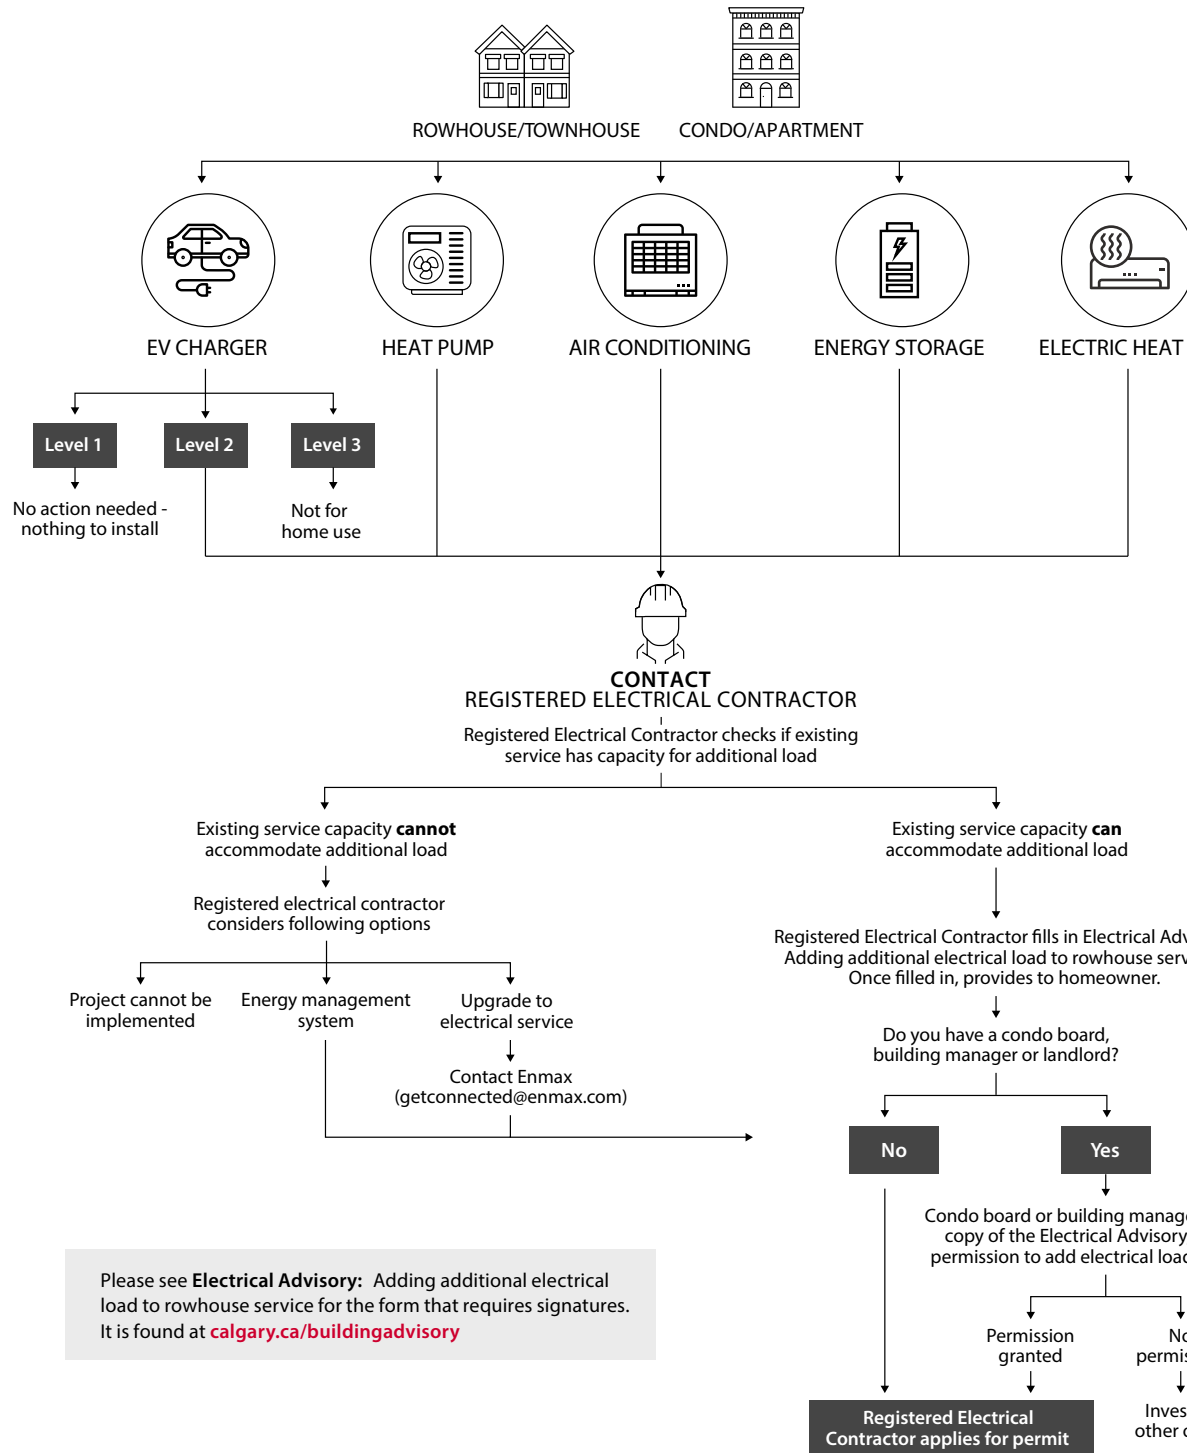 ROWHOUSE/TOWNHOUSE
CONDO/APARTMENT
EV CHARGER
HEAT PUMP
AIR CONDITIONING
ENERGY STORAGE
ELECTRIC HEAT
Level 1
Level 2
Level 3
No action needed -
nothing to install
Not for
home use
CONTACT
REGISTERED ELECTRICAL CONTRACTOR
Registered Electrical Contractor checks if existing
service has capacity for additional load
Existing service capacity cannot
accommodate additional load
Registered electrical contractor
considers following options
Project cannot be
implemented
Energy management
system
Upgrade to
electrical service
Contact Enmax
(getconnected@enmax.com)
Existing service capacity can
accommodate additional load
Registered Electrical Contractor fills in Electrical
Adding additional electrical load to rowhouse
Once filled in, provides to homeowner.
Do you have a condo board,
building manager or landlord?
No
Yes
Condo board or building
copy of the Electrical Advisory
permission to add electrical load
Permission
granted
other
Registered Electrical
Contractor applies for permit
Please see Electrical Advisory: Adding additional electrical
load to rowhouse service for the form that requires signatures.
It is found at calgary.ca/buildingadvisory